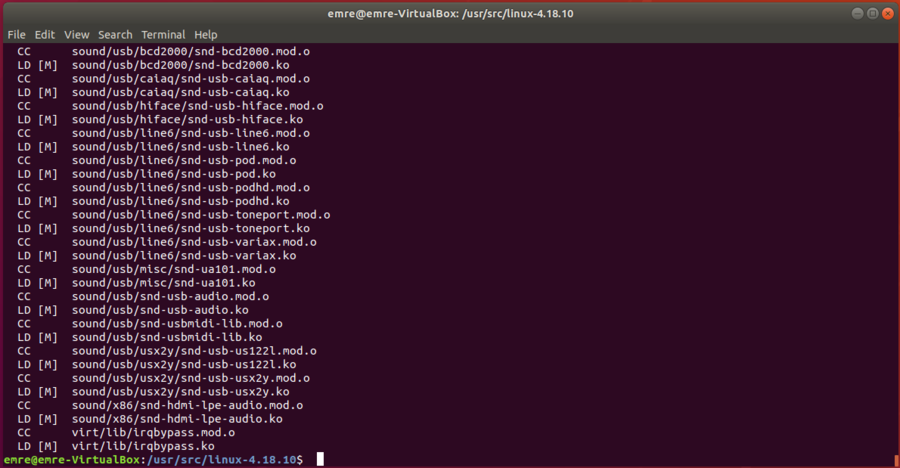 emre@emre-VirtualBox: /usr/src/linux-4.18.10
File Edit View Search Terminal Help
CC sound/usb/bcd2000/snd-bcd2000.mod.o
LD [M] sound/usb/bcd2000/snd-bcd2000.ko
CC sound/usb/caiaq/snd-usb-caiaq.mod.o
LD [M] sound/usb/caiaq/snd-usb-caiaq.ko
CC sound/usb/hiface/snd-usb-hiface.mod.o
LD [M] sound/usb/hiface/snd-usb-hiface.ko
CC sound/usb/line6/snd-usb-line6.mod.o
LD [M] sound/usb/line6/snd-usb-line6.ko
CC sound/usb/line6/snd-usb-pod.mod.o
LD [M] sound/usb/line6/snd-usb-pod.ko
CC sound/usb/line6/snd-usb-podhd.mod.o
LD [M] sound/usb/line6/snd-usb-podhd.ko
CC sound/usb/line6/snd-usb-toneport.mod.o
LD [M] sound/usb/line6/snd-usb-toneport.ko
CC sound/usb/line6/snd-usb-variax.mod.o
LD [M] sound/usb/line6/snd-usb-variax.ko
CC sound/usb/misc/snd-ua101.mod.o
LD [M] sound/usb/misc/snd-ua101.ko
CC sound/usb/snd-usb-audio.mod.o
LD [M] sound/usb/snd-usb-audio.ko
CC sound/usb/snd-usbmidi-lib.mod.o
LD [M] sound/usb/snd-usbmidi-lib.ko
CC sound/usb/usx2y/snd-usb-us122l.mod.o
LD [M] sound/usb/usx2y/snd-usb-us122l.ko
CC sound/usb/usx2y/snd-usb-usx2y.mod.o
LD [M] sound/usb/usx2y/snd-usb-usx2y.ko
CC sound/x86/snd-hdmi-lpe-audio.mod.o
LD [M] sound/x86/snd-hdmi-lpe-audio.ko
CC virt/lib/irqbypass.mod.o
LD [M] virt/lib/irqbypass.ko
emre@emre-VirtualBox:/usr/src/linux-4.18.10$